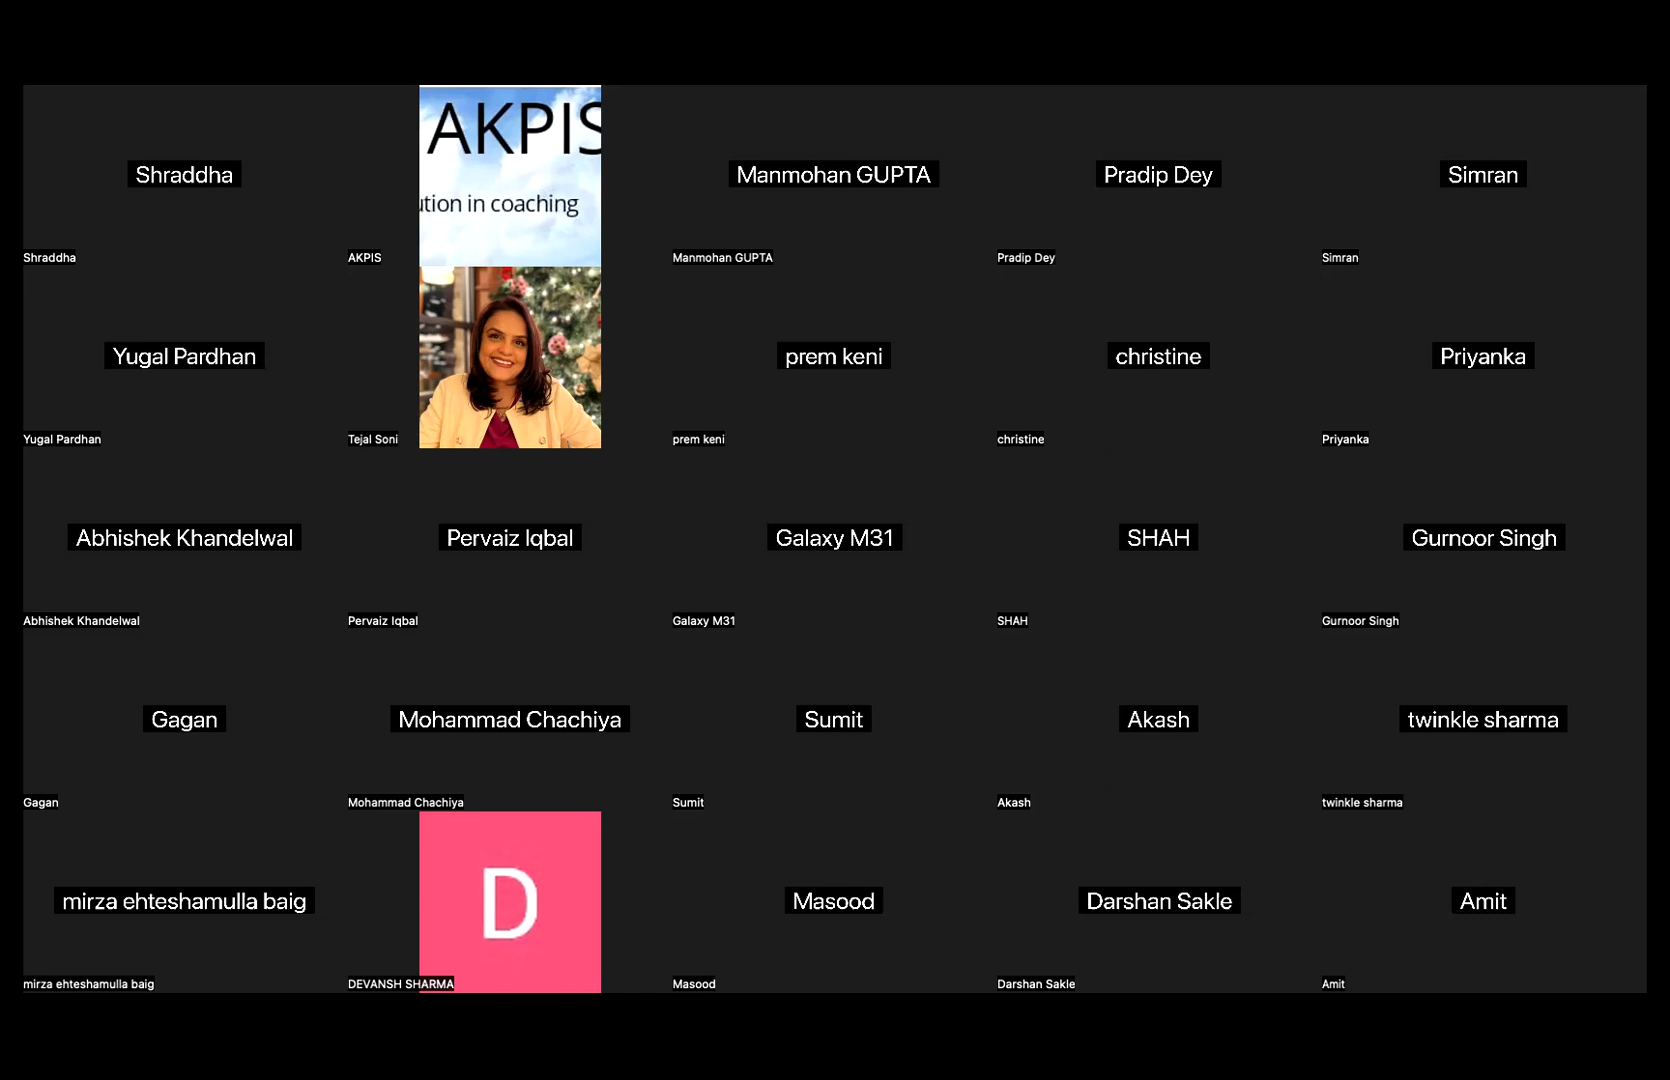 Shraddha
Shraddha
AKPIS
ution in coaching
AKPIS
Manmohan GUPTA
Manmohan GUPTA
Pradip Dey
Pradip Dey
Simran
Simran
Yugal Pardhan
Yugal Pardhan
Tejal Soni
prem keni
prem keni
christine
christine
Priyanka
Priyanka
Abhishek Khandelwal
Abhishek Khandelwal
Pervaiz Iqbal
Pervaiz Iqbal
Galaxy M31
Galaxy M31
SHAH
SHAH
Gurnoor Singh
Gurnoor Singh
Gagan
Gagan
Mohammad Chachiya
Mohammad Chachiya
Sumit
Sumit
Akash
Akash
twinkle sharma
twinkle sharma
mirza ehteshamulla baig
mirza ehteshamulla baig
D
DEVANSH SHARMA
Masood
Masood
Darshan Sakle
Darshan Sakle
Amit
Amit